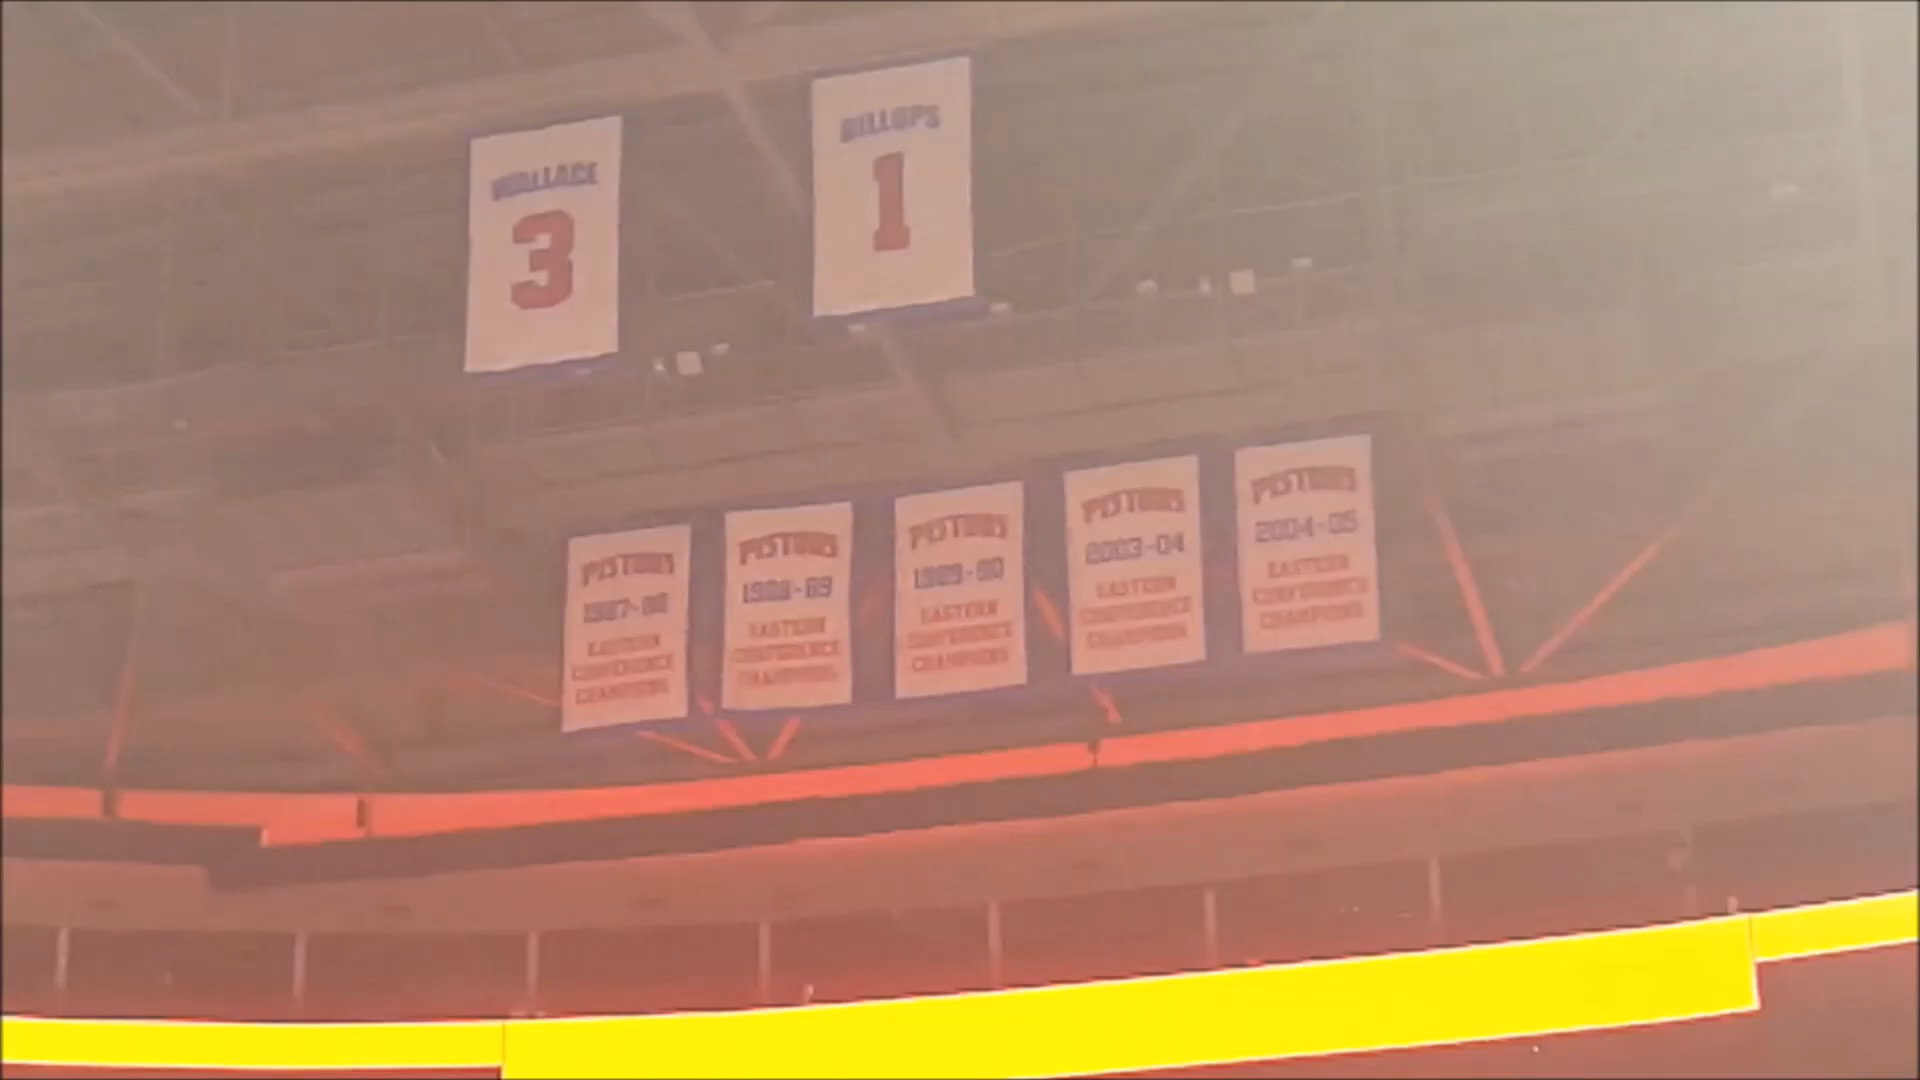 WALLACE
3
BILLUPS
1
PISTONS
1987-88
EASTERN
CONFERENCE
CHAMPIONS
PISTONS
1988-89
EASTERN
CONFERENCE
CHAMPIONS
PISTONS
1989-90
EASTERN
CONFERENCE
CHAMPIONS
PISTONS
2003-04
EASTERN
CONFERENCE
CHAMPIONS
PISTONS
2004-05
EASTERN
CONFERENCE
CHAMPIONS